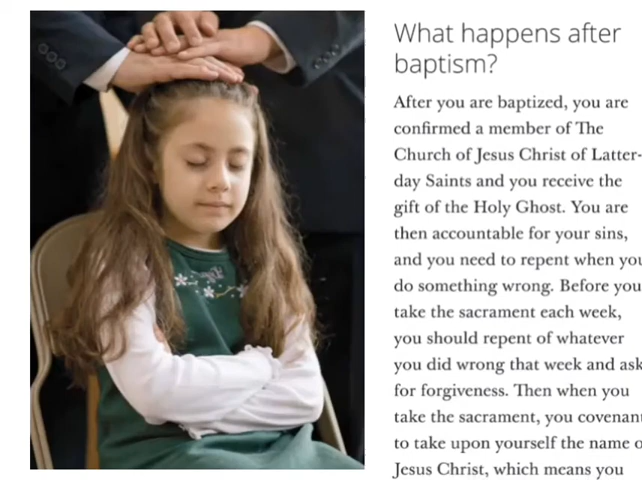 What happens after
baptism?
After you are baptized, you are
confirmed a member of The
Church of Jesus Christ of Latter-
day Saints and you receive the
gift of the Holy Ghost. You are
then accountable for your sins,
and you need to repent when you
do something wrong. Before you
take the sacrament each week,
you should repent of whatever
you did wrong that week and ask
for forgiveness. Then when you
take the sacrament, you covenant
to take upon yourself the name o
Jesus Christ, which means you